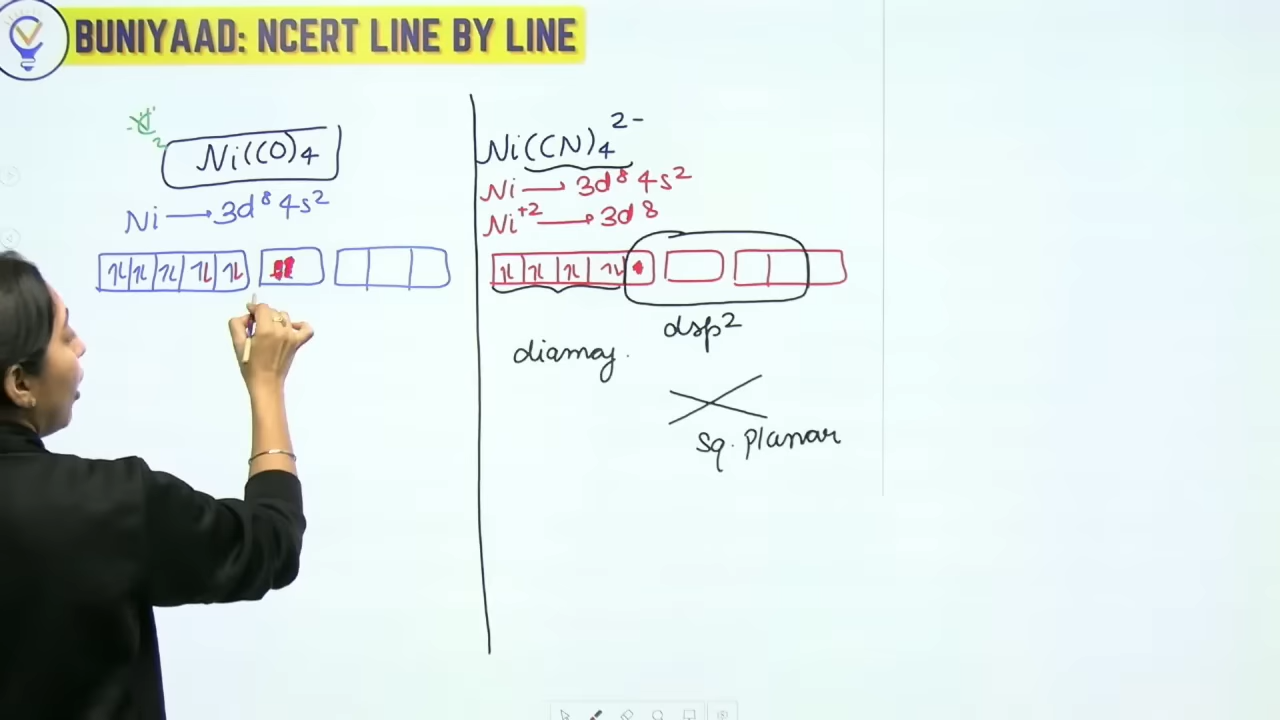 BUNIYAAD: NCERT LINE BY LINE
Ni(CO)4
Ni → 3d⁸ 4s²
Ni(CN)4 2-
Ni → 3d⁸ 4s²
Ni+2 → 3d8
dsp²
diamag.
sq. planar